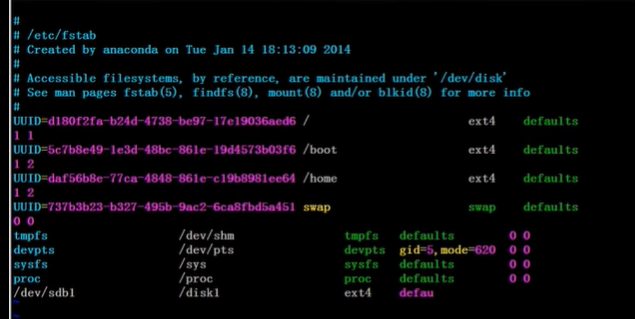 #
# /etc/fstab
# Created by anaconda on Tue Jan 14 18:13:09 2014
#
# Accessible filesystems, by reference, are maintained under '/dev/disk'
# See man pages fstab(5), findfs(8), mount(8) and/or blkid(8) for more info
#
UUID=d180f2fa-b24d-4738-be97-17e19036aed6 / ext4 defaults
1 1
UUID=5c7b8e49-1e3d-48bc-861e-19d4573b03f6 /boot ext4 defaults
1 2
UUID=daf56b8e-77ca-4848-861e-c19b8981ee64 /home ext4 defaults
1 2
UUID=737b3b23-b327-495b-9ac2-6ca8fbd5a451 swap swap defaults
0 0
tmpfs /dev/shm tmpfs defaults 0 0
devpts /dev/pts devpts gid=5,mode=620 0 0
sysfs /sys sysfs defaults 0 0
proc /proc proc defaults 0 0
/dev/sdb1 /disk1 ext4 defau
~
~